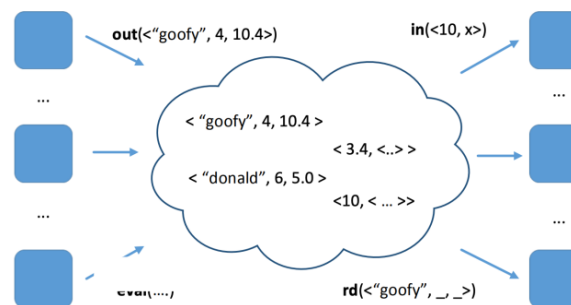 out(<“goofy”, 4, 10.4>)
in(<10, x>)
...
...
< “goofy”, 4, 10.4 >
< 3.4, <..> >
< “donald”, 6, 5.0 >
<10, < ... >>
...
...
eval(....)
rd(<“goofy”, _, _>)